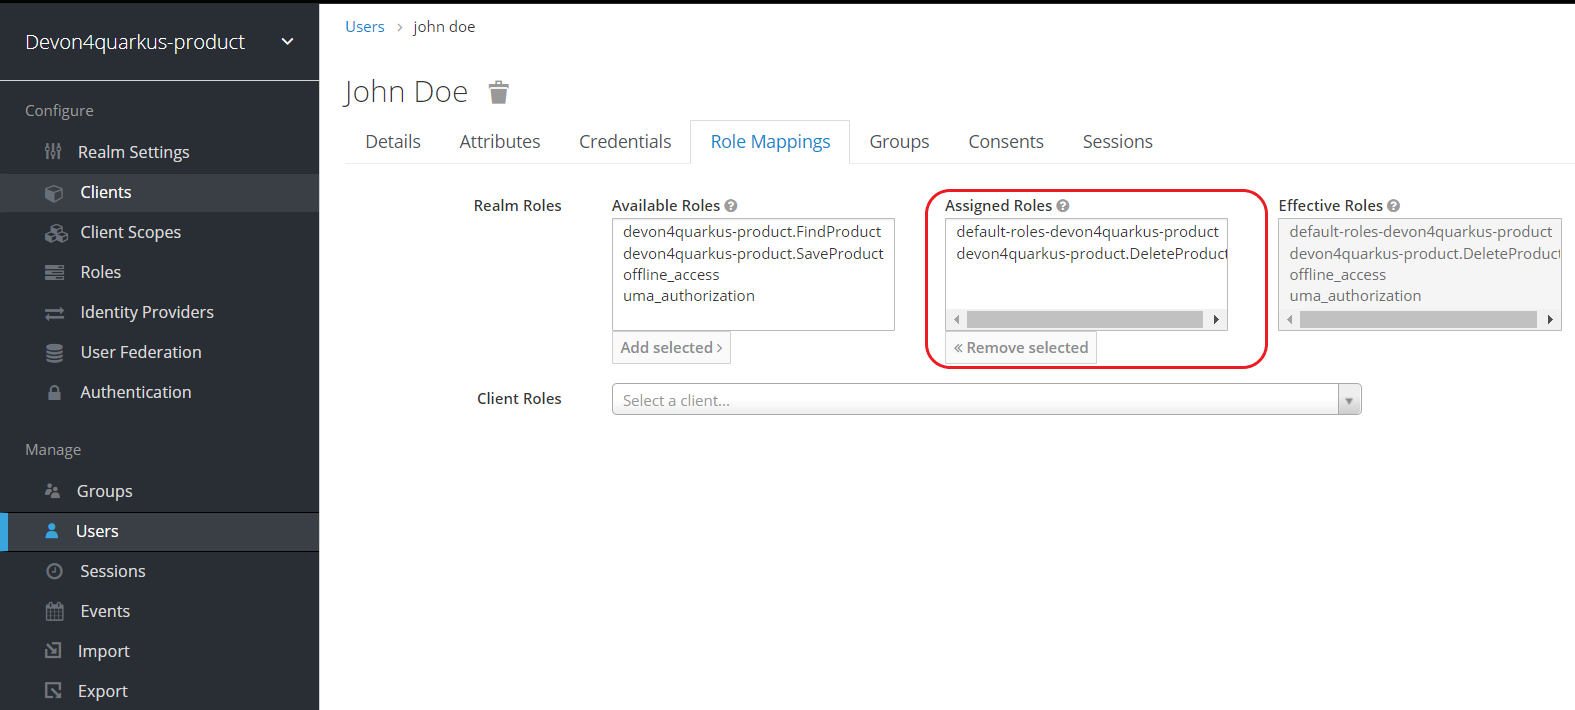 Devon4quarkus-product
Configure
Realm Settings
Clients
Client Scopes
Roles
Identity Providers
User Federation
Authentication
Manage
Groups
Users
Sessions
Events
Import
Export
Users > john doe
John Doe
Details Attributes Credentials Role Mappings Groups Consents Sessions
Realm Roles
Available Roles
devon4quarkus-product.FindProduct
devon4quarkus-product.SaveProduct
offline_access
uma_authorization
Add selected >
Assigned Roles
default-roles-devon4quarkus-product
devon4quarkus-product.DeleteProduct
« Remove selected
Effective Roles
default-roles-devon4quarkus-product
devon4quarkus-product.DeleteProduct
offline_access
uma_authorization
Client Roles
Select a client...